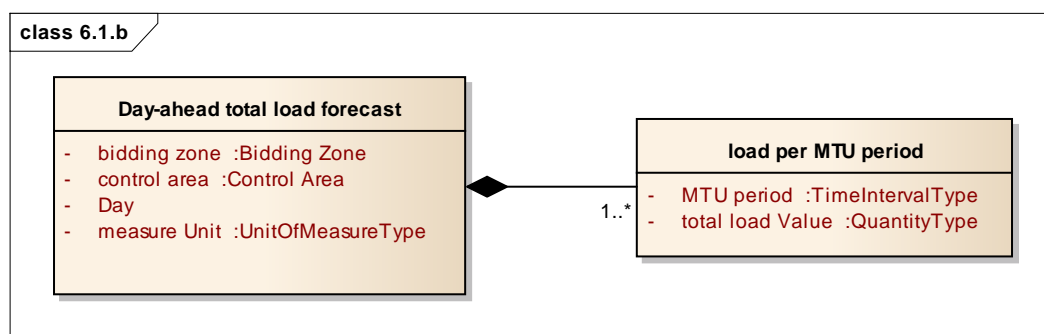 class 6.1.b
Day-ahead total load forecast
- bidding zone :Bidding Zone
- control area :Control Area
- Day
- measure Unit :UnitOfMeasureType
1..*
load per MTU period
- MTU period :TimeIntervalType
- total load Value :QuantityType